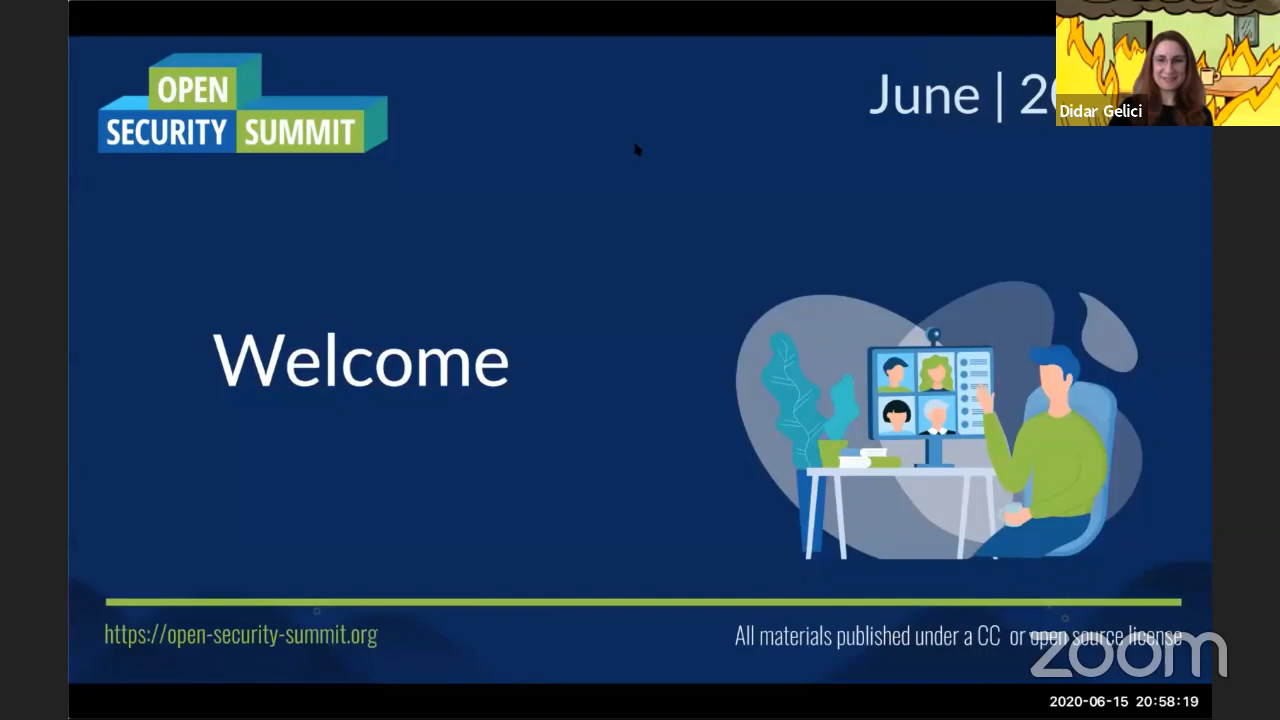 OPEN
SECURITY SUMMIT
June | 20
Didar Gelici
Welcome
https://open-security-summit.org
All materials published under a CC or open source license
zoom
2020-06-15 20:58:19